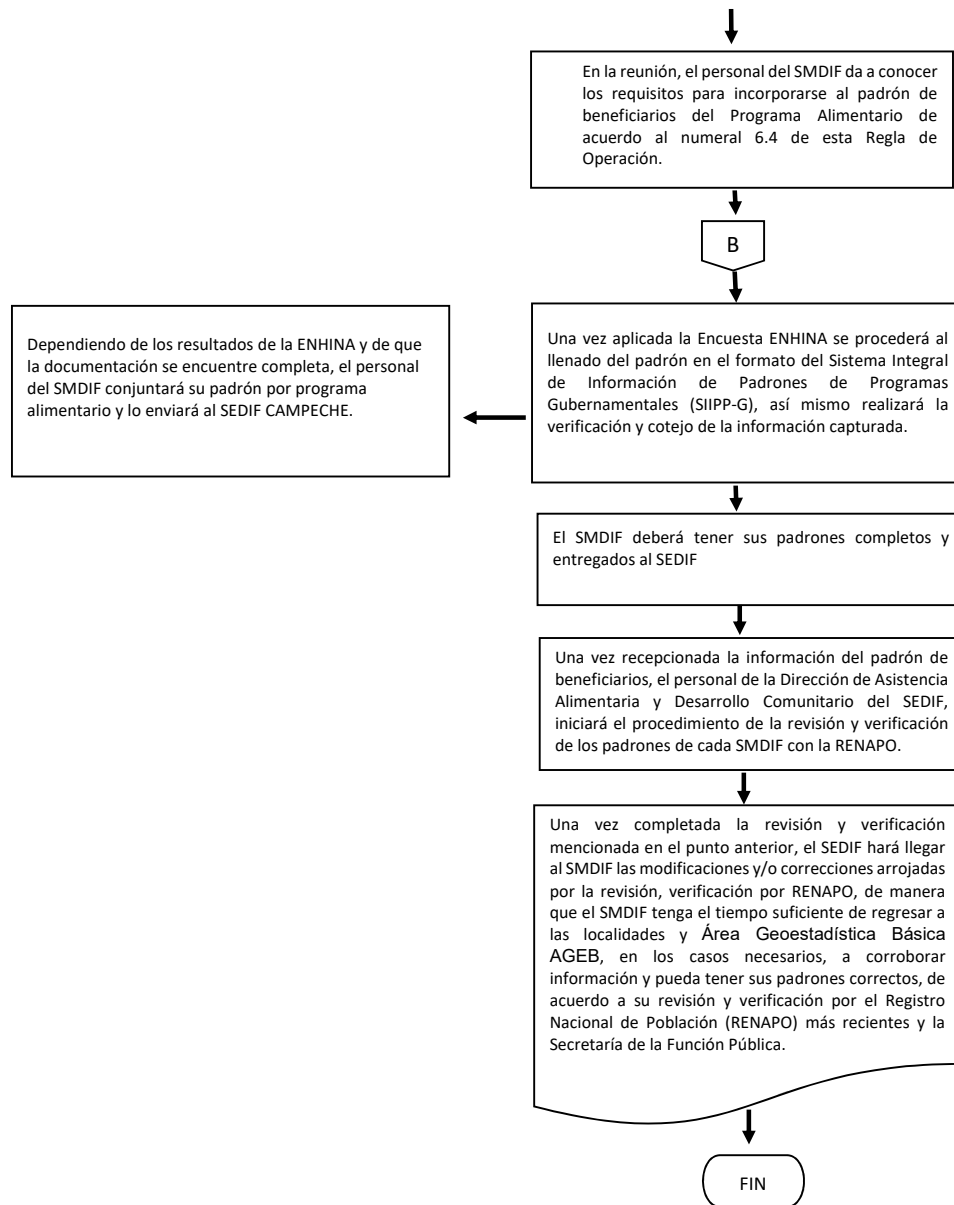 En la reunión, el personal del SMDIF da a conocer
los requisitos para incorporarse al padrón de
beneficiarios del Programa Alimentario de
acuerdo al numeral 6.4 de esta Regla de
Operación.
B
Una vez aplicada la Encuesta ENHINA se procederá al
llenado del padrón en el formato del Sistema Integral
de Información de Padrones de Programas
Gubernamentales (SIIPP-G), así mismo realizará la
verificación y cotejo de la información capturada.
Dependiendo de los resultados de la ENHINA y de que
la documentación se encuentre completa, el personal
del SMDIF conjuntará su padrón por programa
alimentario y lo enviará al SEDIF CAMPECHE.
El SMDIF deberá tener sus padrones completos y
entregados al SEDIF
Una vez recepcionada la información del padrón de
beneficiarios, el personal de la Dirección de Asistencia
Alimentaria y Desarrollo Comunitario del SEDIF,
iniciará el procedimiento de la revisión y verificación
de los padrones de cada SMDIF con la RENAPO.
Una vez completada la revisión y verificación
mencionada en el punto anterior, el SEDIF hará llegar
al SMDIF las modificaciones y/o correcciones arrojadas
por la revisión, verificación por RENAPO, de manera
que el SMDIF tenga el tiempo suficiente de regresar a
las localidades y Área Geoestadística Básica
AGEB, en los casos necesarios, a corroborar
información y pueda tener sus padrones correctos, de
acuerdo a su revisión y verificación por el Registro
Nacional de Población (RENAPO) más recientes y la
Secretaría de la Función Pública.
FIN